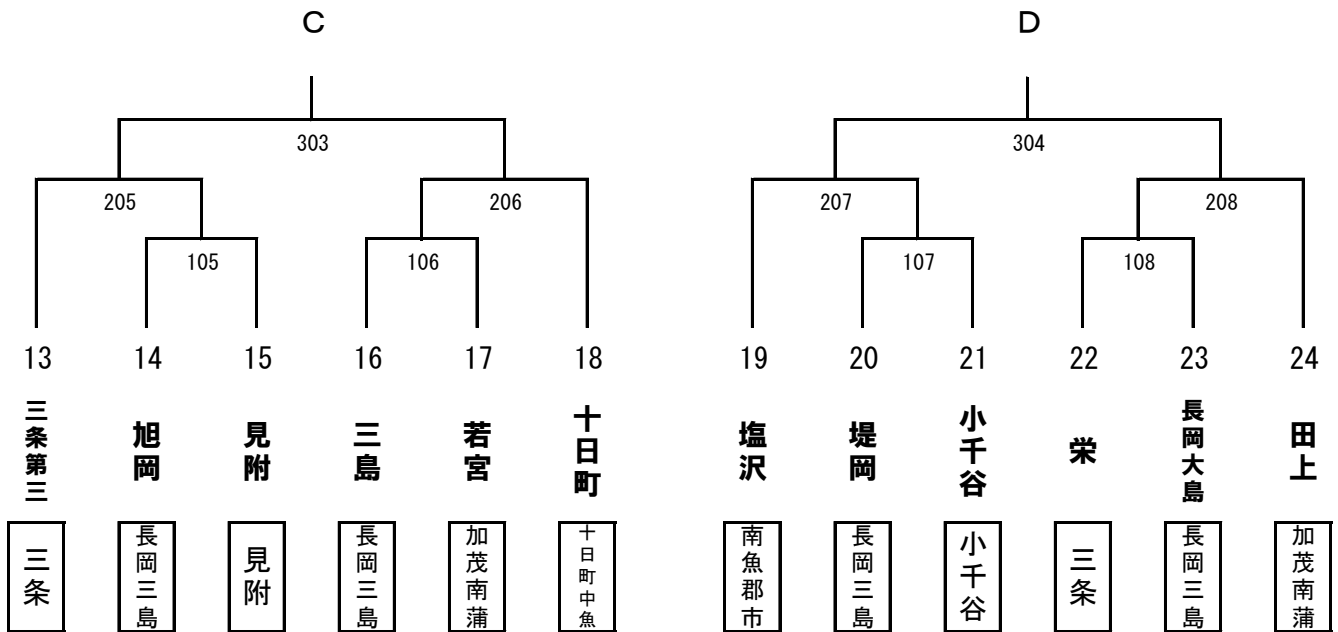 C
D
303
304
205
206
207
208
105
106
107
108
13
14
15
16
17
18
19
20
21
22
23
24
三条第三
旭岡
見附
三島
若宮
十日町
塩沢
堤岡
小千谷
栄
長岡大島
田上
三条
長岡三島
見附
長岡三島
加茂南蒲
十日町中魚
南魚郡市
長岡三島
小千谷
三条
長岡三島
加茂南蒲